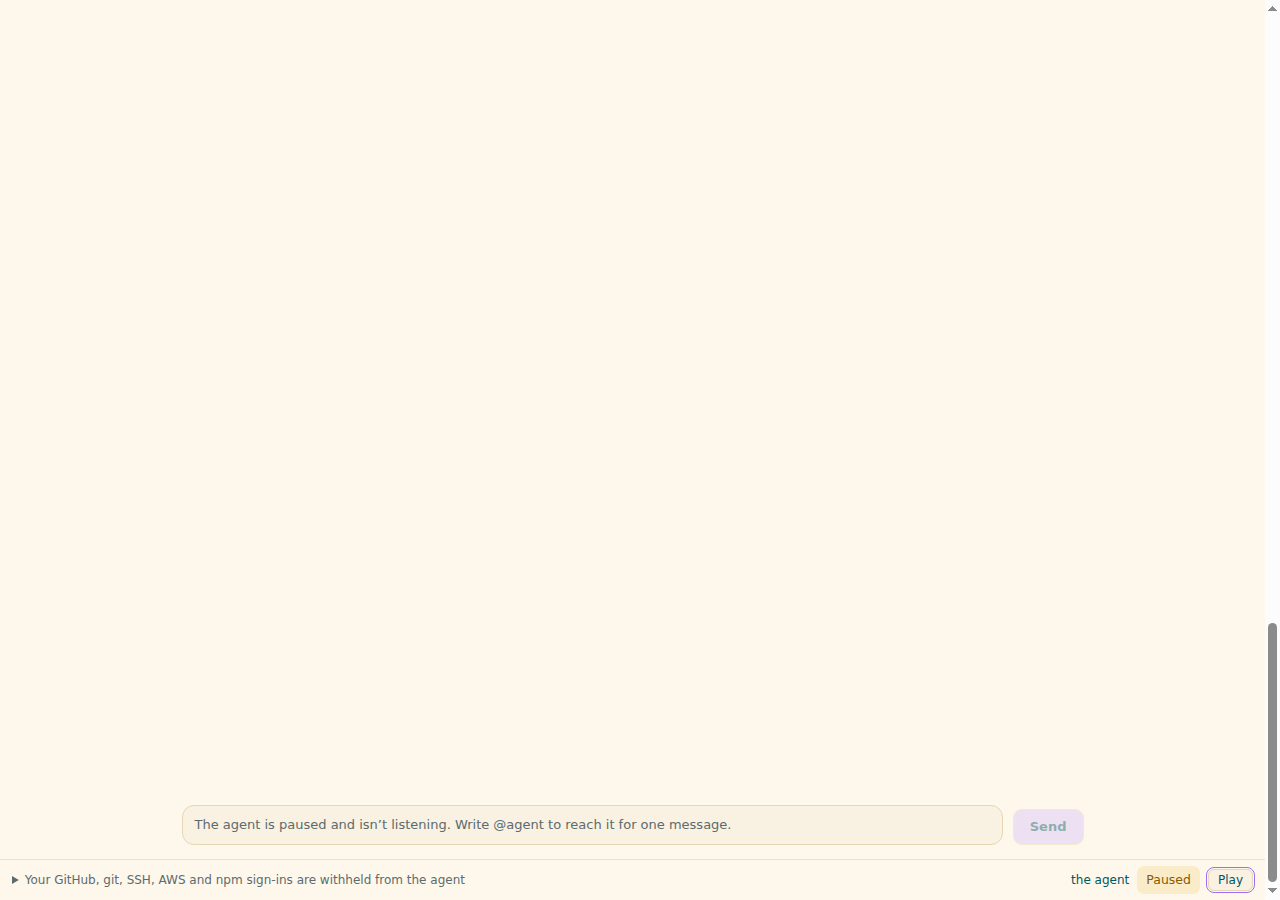 The agent is paused and isn’t listening. Write @agent to reach it for one message.
Send
Your GitHub, git, SSH, AWS and npm sign-ins are withheld from the agent
the agent
Paused
Play